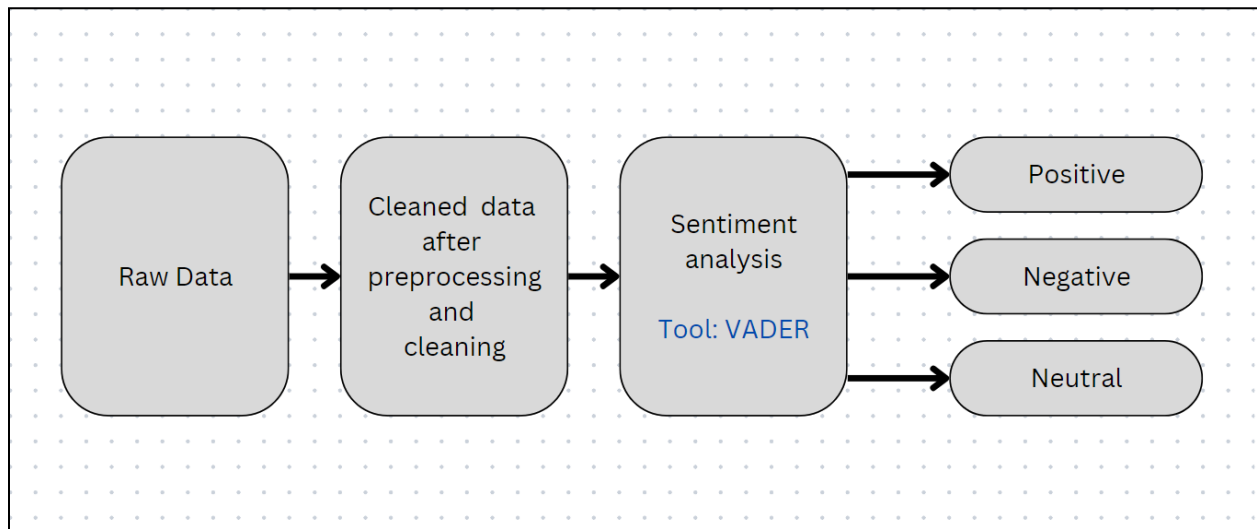 Raw Data
Cleaned data
after
preprocessing
and
cleaning
Sentiment
analysis
Tool: VADER
Positive
Negative
Neutral